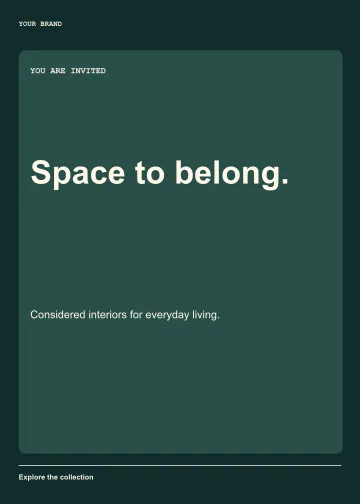 YOUR BRAND
YOU ARE INVITED
Space to belong.
Considered interiors for everyday living.
Explore the collection